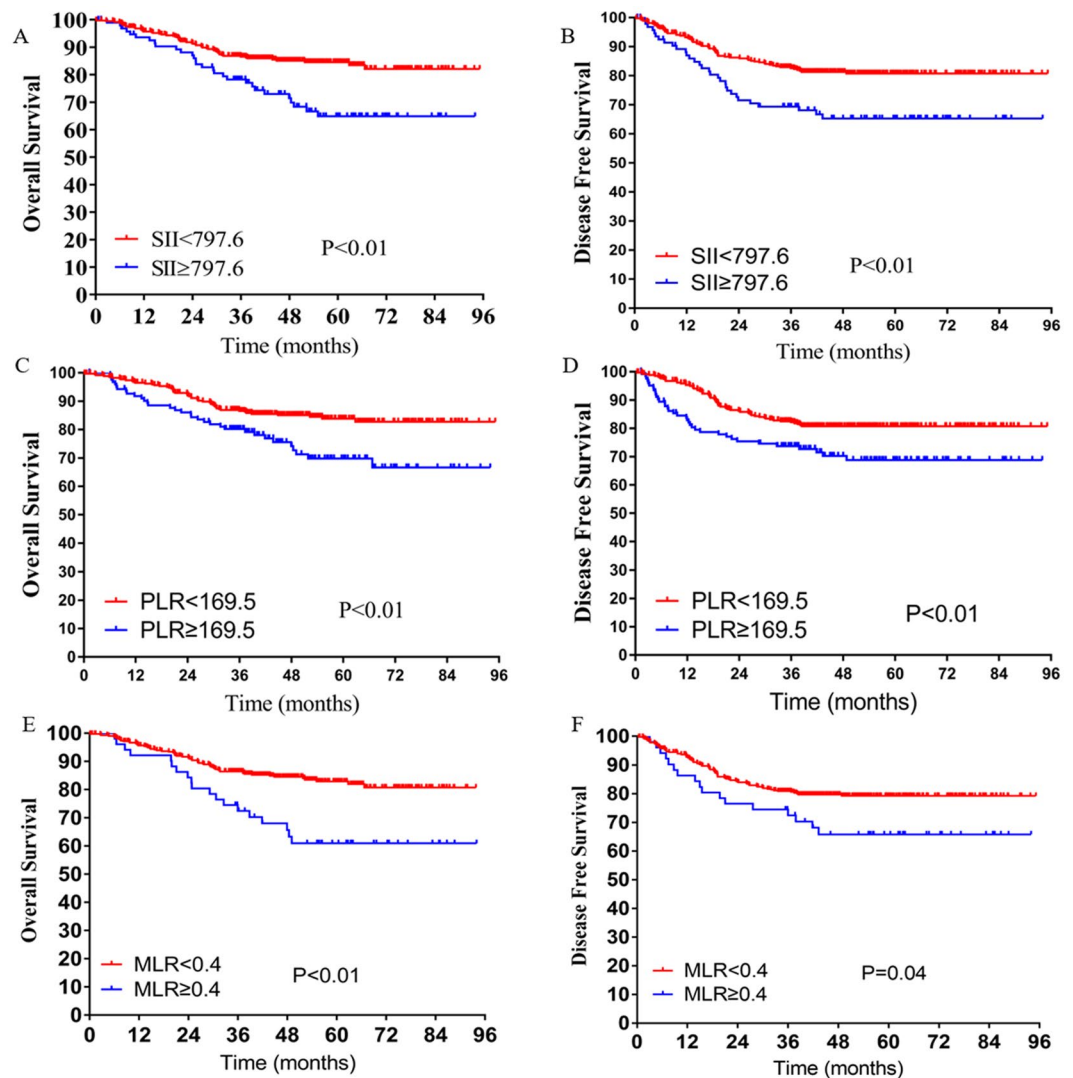 A
Overall Survival
100
90
80
70
60
50
40
30
20
10
0
SII<797.6
SII≥797.6
P<0.01
0 12 24 36 48 60 72 84 96
Time (months)
B
Disease Free Survival
100
90
80
70
60
50
40
30
20
10
0
SII<797.6
SII≥797.6
P<0.01
0 12 24 36 48 60 72 84 96
Time (months)
C
Overall Survival
100
90
80
70
60
50
40
30
20
10
0
PLR<169.5
PLR≥169.5
P<0.01
0 12 24 36 48 60 72 84 96
Time (months)
D
Disease Free Survival
100
90
80
70
60
50
40
30
20
10
0
PLR<169.5
PLR≥169.5
P<0.01
0 12 24 36 48 60 72 84 96
Time (months)
E
Overall Survival
100
90
80
70
60
50
40
30
20
10
0
MLR<0.4
MLR≥0.4
P<0.01
0 12 24 36 48 60 72 84 96
Time (months)
F
Disease Free Survival
100
90
80
70
60
50
40
30
20
10
0
MLR<0.4
MLR≥0.4
P=0.04
0 12 24 36 48 60 72 84 96
Time (months)